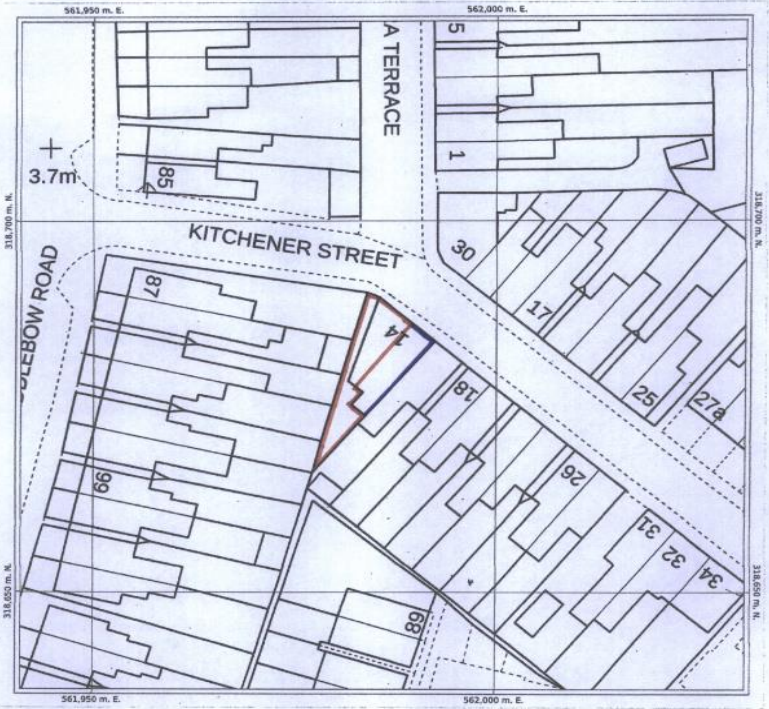 561,950 m. E.
562,000 m. E.
A TERRACE
5
1
3.7m
85
318,700 m. N.
318,700 m. N.
KITCHENER STREET
30
87
14
17
18
25
27a
99
26
31
32
34
318,650 m. N.
318,650 m. N.
68
561,950 m. E.
562,000 m. E.